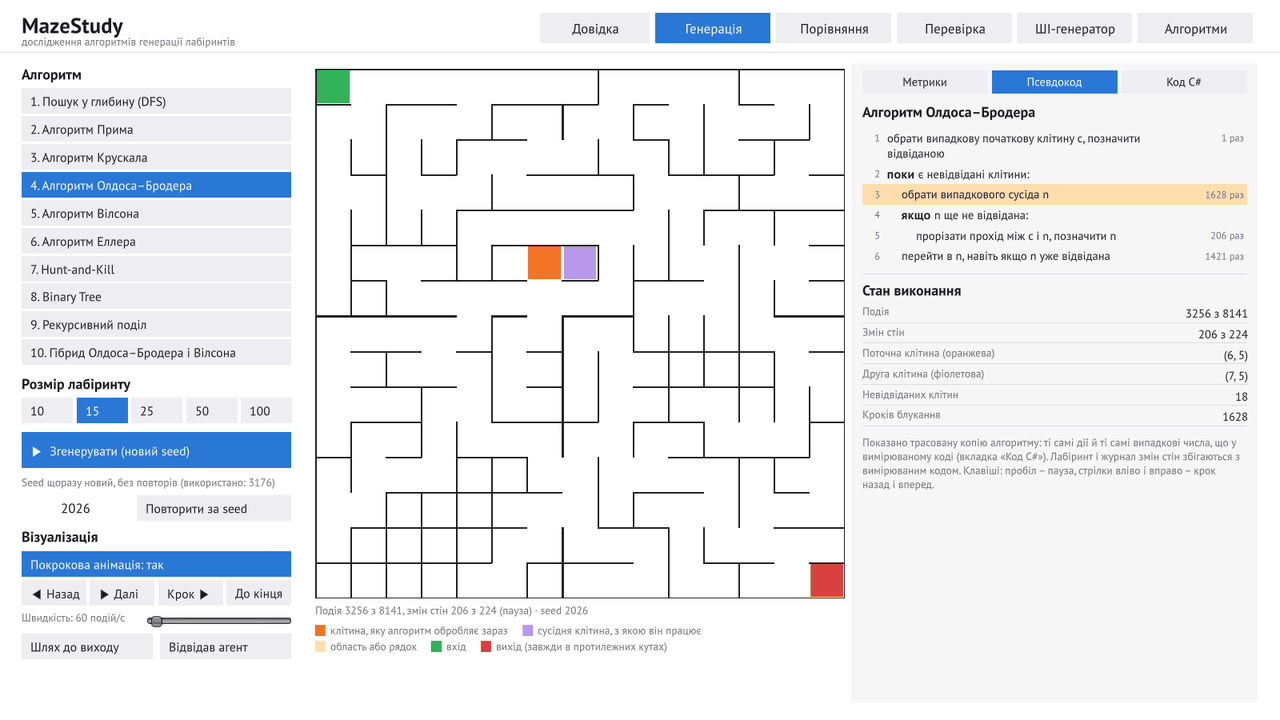 MazeStudy
дослідження алгоритмів генерації лабіринтів
Довідка
Генерація
Порівняння
Перевірка
ШІ-генератор
Алгоритми
Алгоритм
1. Пошук у глибину (DFS)
2. Алгоритм Прима
3. Алгоритм Крускала
4. Алгоритм Олдоса–Бродера
5. Алгоритм Вілсона
6. Алгоритм Еллера
7. Hunt-and-Kill
8. Binary Tree
9. Рекурсивний поділ
10. Гібрид Олдоса–Бродера і Вілсона
Розмір лабіринту
10 15 25 50 100
▶ Згенерувати (новий seed)
Seed щоразу новий, без повторів (використано: 3176)
2026 Повторити за seed
Візуалізація
Покрокова анімація: так
◀ Назад ▶ Далі Крок ▶ До кінця
Швидкість: 60 подій/с
Шлях до виходу Відвідав агент
Подія 3256 з 8141, змін стін 206 з 224 (пауза) · seed 2026
клітина, яку алгоритм обробляє зараз сусідня клітина, з якою він працює
область або рядок вхід вихід (завжди в протилежних кутах)
Метрики Псевдокод Код C#
Алгоритм Олдоса–Бродера
1 обрати випадкову початкову клітину c, позначити 1 раз
відвіданою
2 поки є невідвідані клітини:
3 обрати випадкового сусіда n 1628 раз
4 якщо n ще не відвідана:
5 прорізати прохід між c і n, позначити n 206 раз
6 перейти в n, навіть якщо n уже відвідана 1421 раз
Стан виконання
Подія 3256 з 8141
Змін стін 206 з 224
Поточна клітина (оранжева) (6, 5)
Друга клітина (фіолетова) (7, 5)
Невідвіданих клітин 18
Кроків блукання 1628
Показано трасовану копію алгоритму: ті самі дії й ті самі випадкові числа, що у
вимірюваному коді (вкладка «Код C#»). Лабіринт і журнал змін стін збігаються з
вимірюваним кодом. Клавіші: пробіл – пауза, стрілки вліво і вправо – крок
назад і вперед.